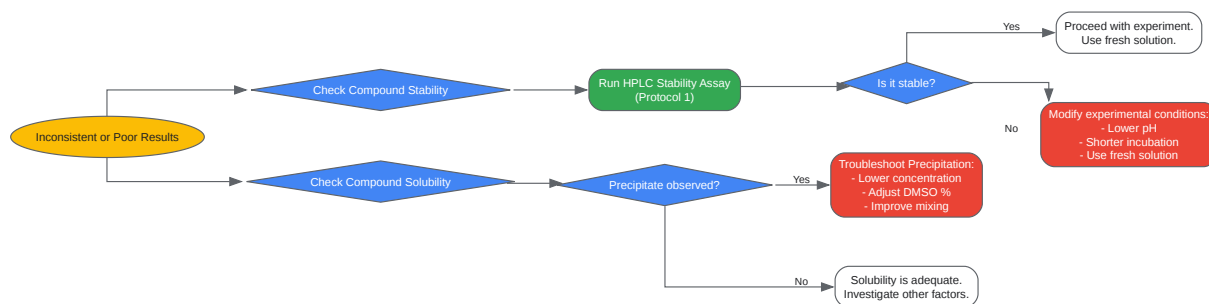 Yes
Proceed with experiment.
Use fresh solution.
Check Compound Stability
Run HPLC Stability Assay
(Protocol 1)
Is it stable?
No
Modify experimental conditions:
- Lower pH
- Shorter incubation
- Use fresh solution
Inconsistent or Poor Results
Check Compound Solubility
Precipitate observed?
Yes
Troubleshoot Precipitation:
- Lower concentration
- Adjust DMSO %
- Improve mixing
No
Solubility is adequate.
Investigate other factors.